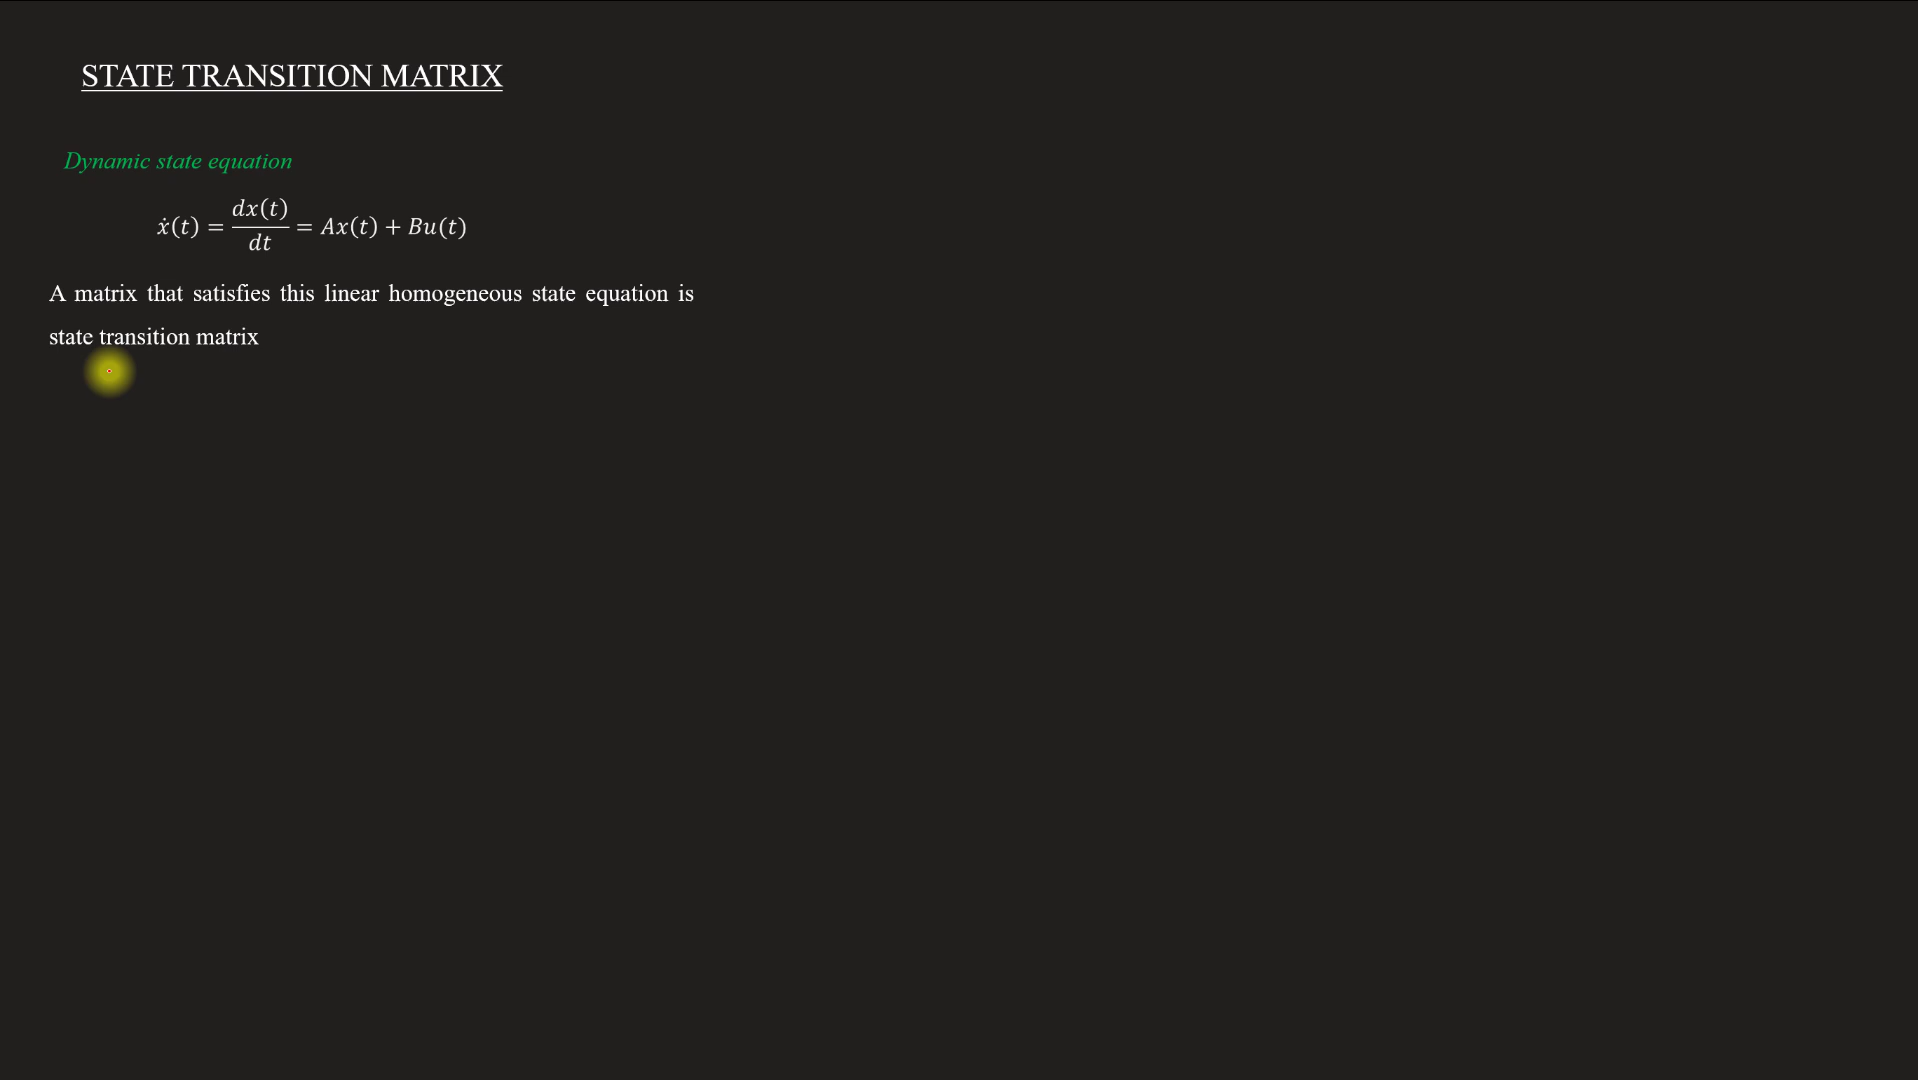 STATE TRANSITION MATRIX
Dynamic state equation
ẋ(t) = dx(t)/dt = Ax(t) + Bu(t)
A matrix that satisfies this linear homogeneous state equation is
state transition matrix